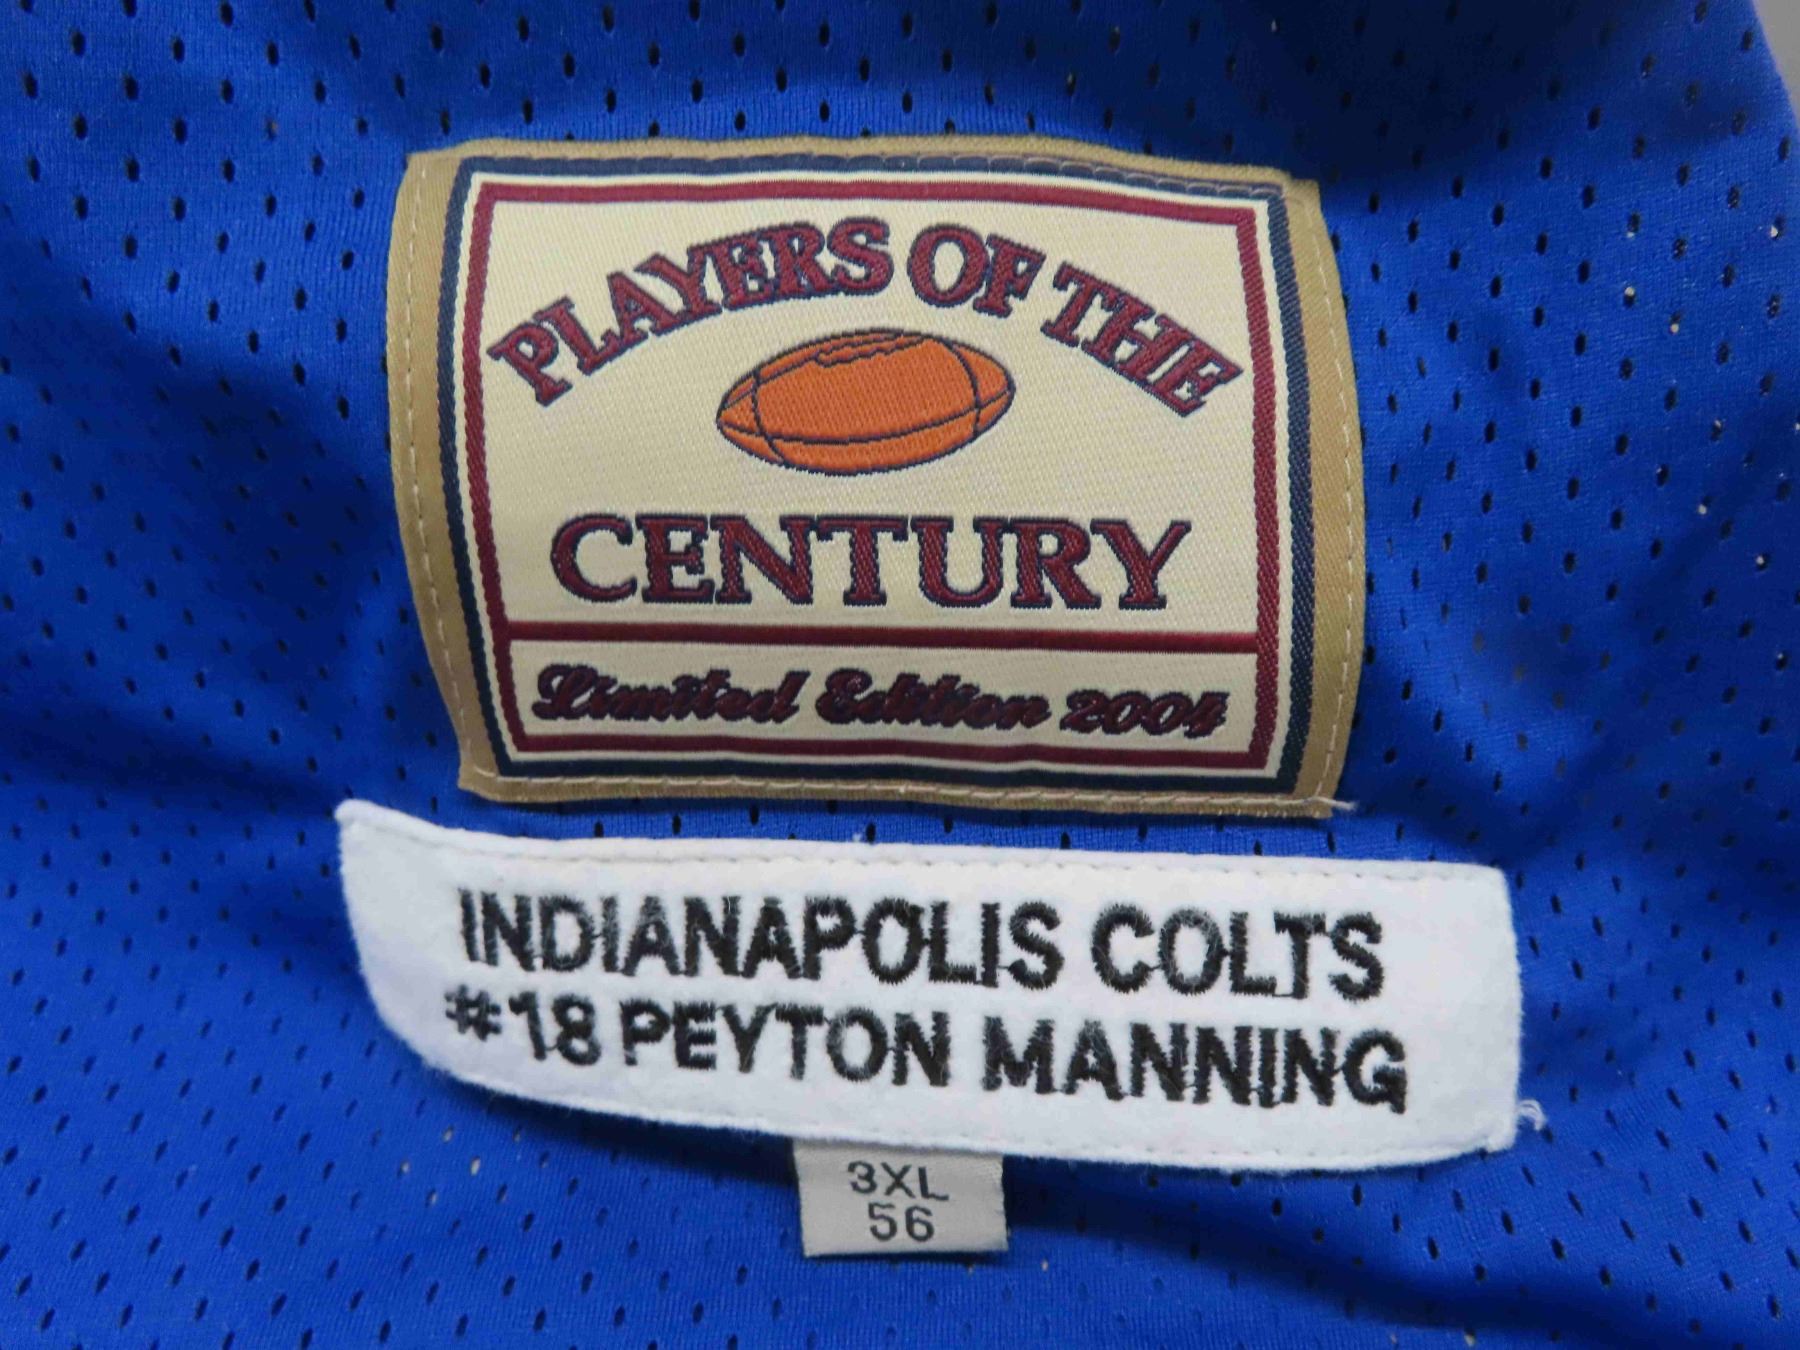 PLAYERS OF THE
CENTURY
Limited Edition 2004
INDIANAPOLIS COLTS
#18 PEYTON MANNING
3XL
56